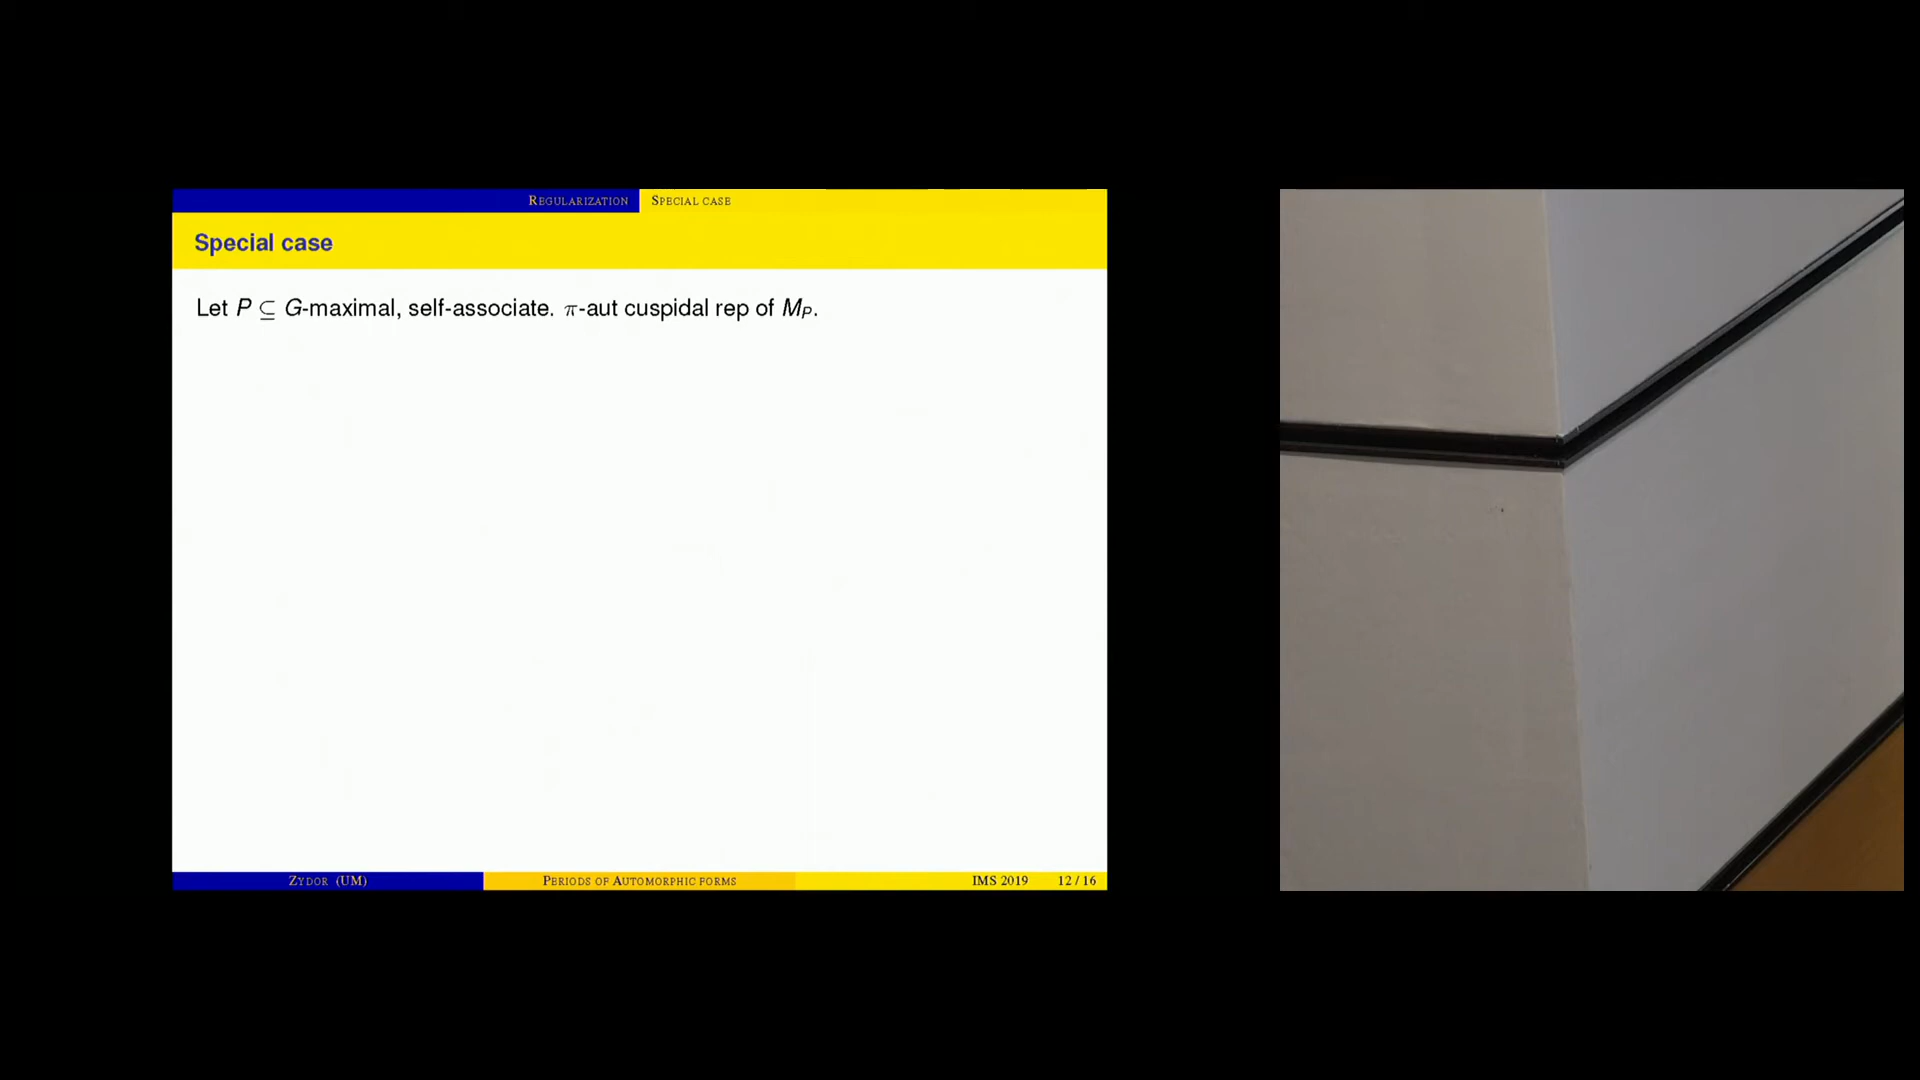 REGULARIZATION SPECIAL CASE
Special case
Let P ⊆ G-maximal, self-associate. π-aut cuspidal rep of M_P.
ZYDOR (UM) PERIODS OF AUTOMORPHIC FORMS IMS 2019 12 / 16